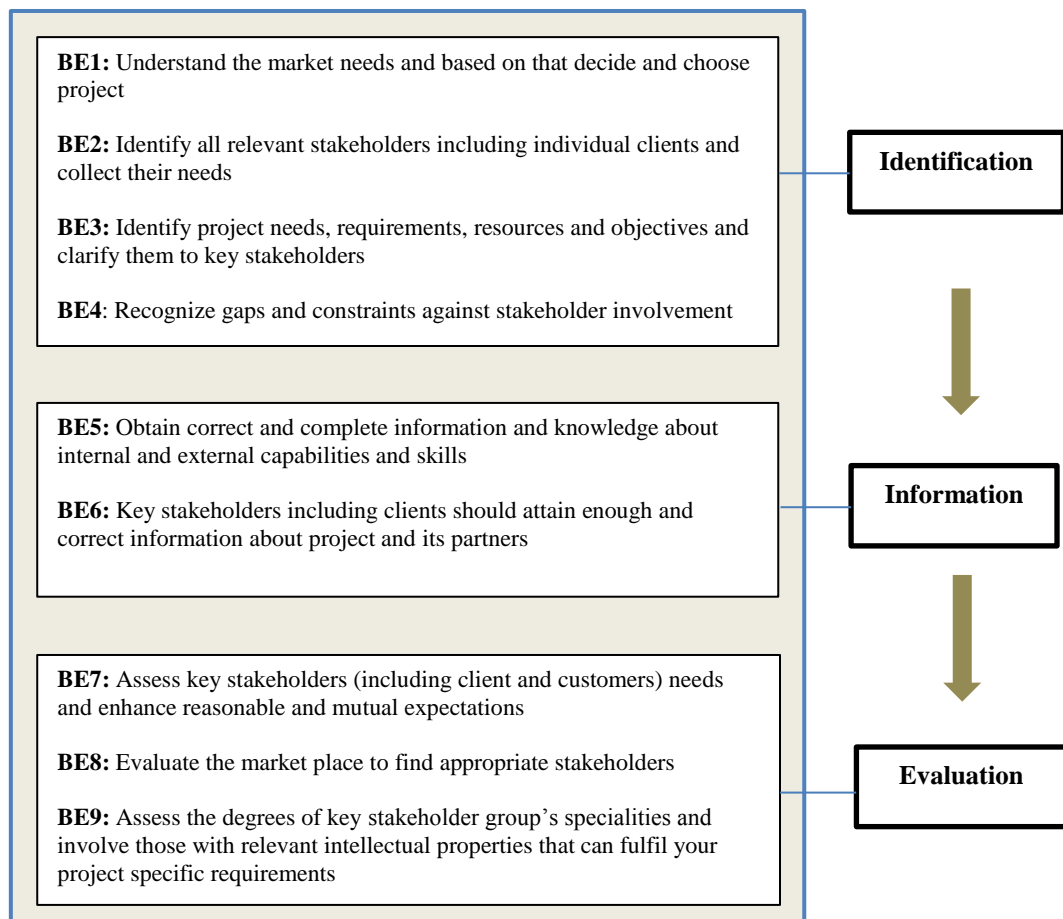 BE1: Understand the market needs and based on that decide and choose
project
BE2: Identify all relevant stakeholders including individual clients and
collect their needs
BE3: Identify project needs, requirements, resources and objectives and
clarify them to key stakeholders
BE4: Recognize gaps and constraints against stakeholder involvement
Identification
BE5: Obtain correct and complete information and knowledge about
internal and external capabilities and skills
BE6: Key stakeholders including clients should attain enough and
correct information about project and its partners
Information
BE7: Assess key stakeholders (including client and customers) needs
and enhance reasonable and mutual expectations
BE8: Evaluate the market place to find appropriate stakeholders
BE9: Assess the degrees of key stakeholder group’s specialities and
involve those with relevant intellectual properties that can fulfil your
project specific requirements
Evaluation